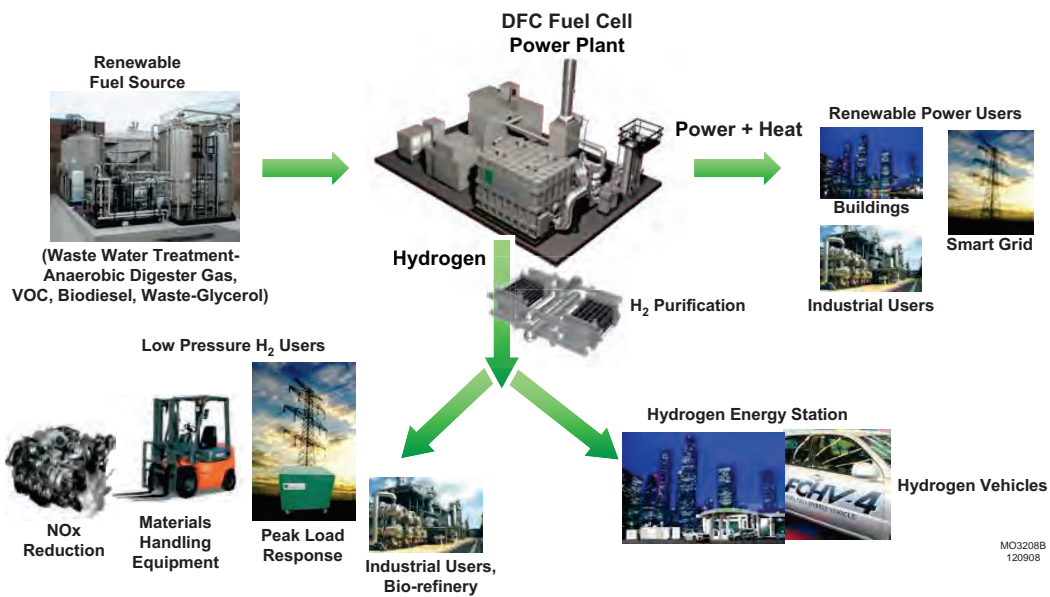 DFC Fuel Cell
Power Plant
Renewable
Fuel Source
(Waste Water Treatment-
Anaerobic Digester Gas,
VOC, Biodiesel, Waste-Glycerol)
Power + Heat
Renewable Power Users
Buildings
Smart Grid
Industrial Users
Hydrogen
H₂ Purification
Low Pressure H₂ Users
NOx
Reduction
Materials
Handling
Equipment
Peak Load
Response
Industrial Users,
Bio-refinery
Hydrogen Energy Station
FCHV-4
Hydrogen Vehicles
MO3208B
120908